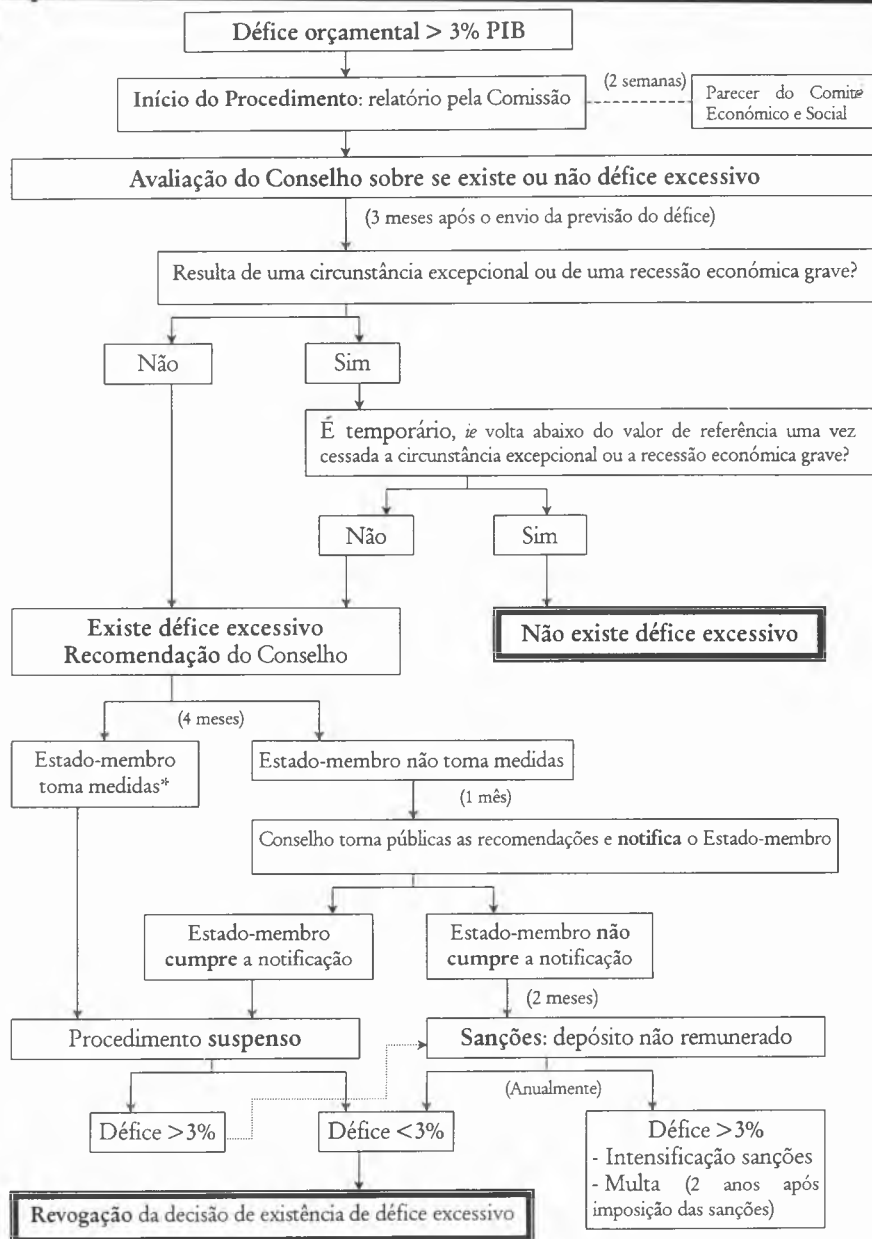 Défice orçamental > 3% PIB
(2 semanas)
Início do Procedimento: relatório pela Comissão
Parecer do Comité
Económico e Social
Avaliação do Conselho sobre se existe ou não défice excessivo
(3 meses após o envio da previsão do défice)
Resulta de uma circunstância excepcional ou de uma recessão económica grave?
Não
Sim
É temporário, ie volta abaixo do valor de referência uma vez
cessada a circunstância excepcional ou a recessão económica grave?
Não
Sim
Existe défice excessivo
Recomendação do Conselho
Não existe défice excessivo
(4 meses)
Estado-membro
toma medidas*
Estado-membro não toma medidas
(1 mês)
Conselho torna públicas as recomendações e notifica o Estado-membro
Estado-membro
cumpre a notificação
Estado-membro não
cumpre a notificação
(2 meses)
Procedimento suspenso
Sanções: depósito não remunerado
(Anualmente)
Défice >3%
Défice <3%
Défice >3%
- Intensificação sanções
- Multa (2 anos após
imposição das sanções)
Revogação da decisão de existência de défice excessivo